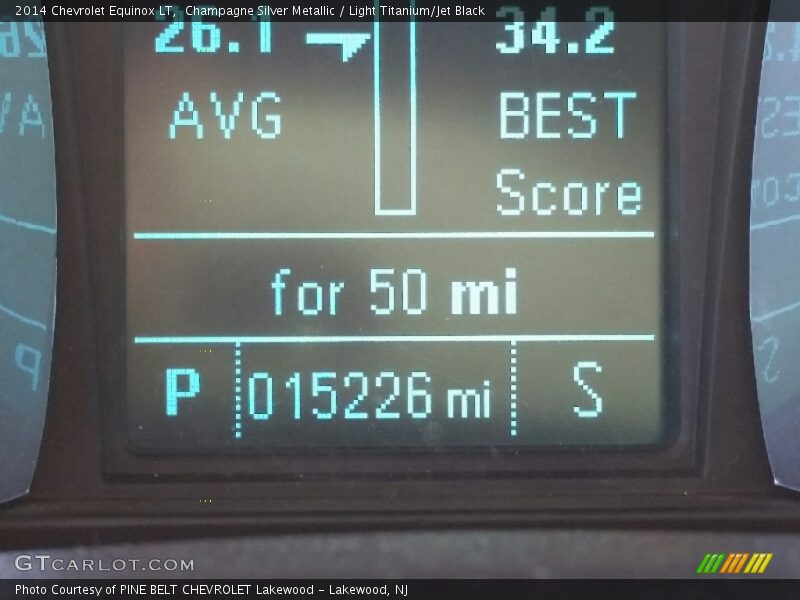 2014 Chevrolet Equinox LT, Champagne Silver Metallic / Light Titanium/Jet Black
26.1 34.2
AVG BEST
Score
for 50 mi
P 015226 mi S
GTCARLOT.COM
Photo Courtesy of PINE BELT CHEVROLET Lakewood - Lakewood, NJ